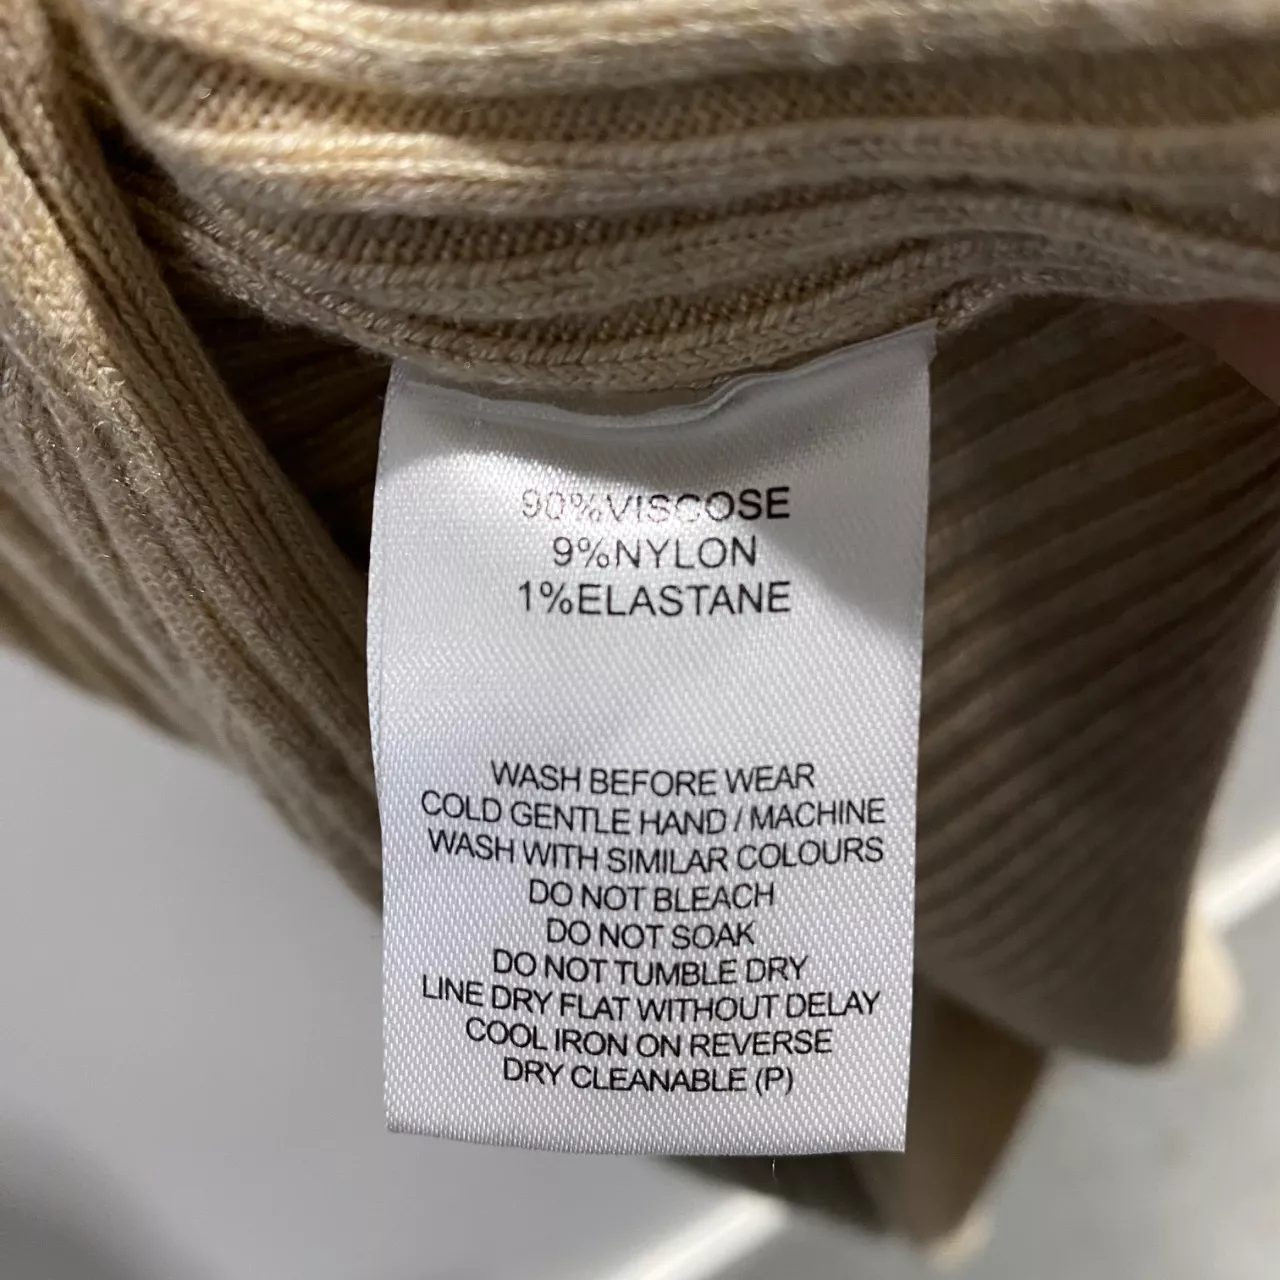 90%VISCOSE
9%NYLON
1%ELASTANE
WASH BEFORE WEAR
COLD GENTLE HAND / MACHINE
WASH WITH SIMILAR COLOURS
DO NOT BLEACH
DO NOT SOAK
DO NOT TUMBLE DRY
LINE DRY FLAT WITHOUT DELAY
COOL IRON ON REVERSE
DRY CLEANABLE (P)